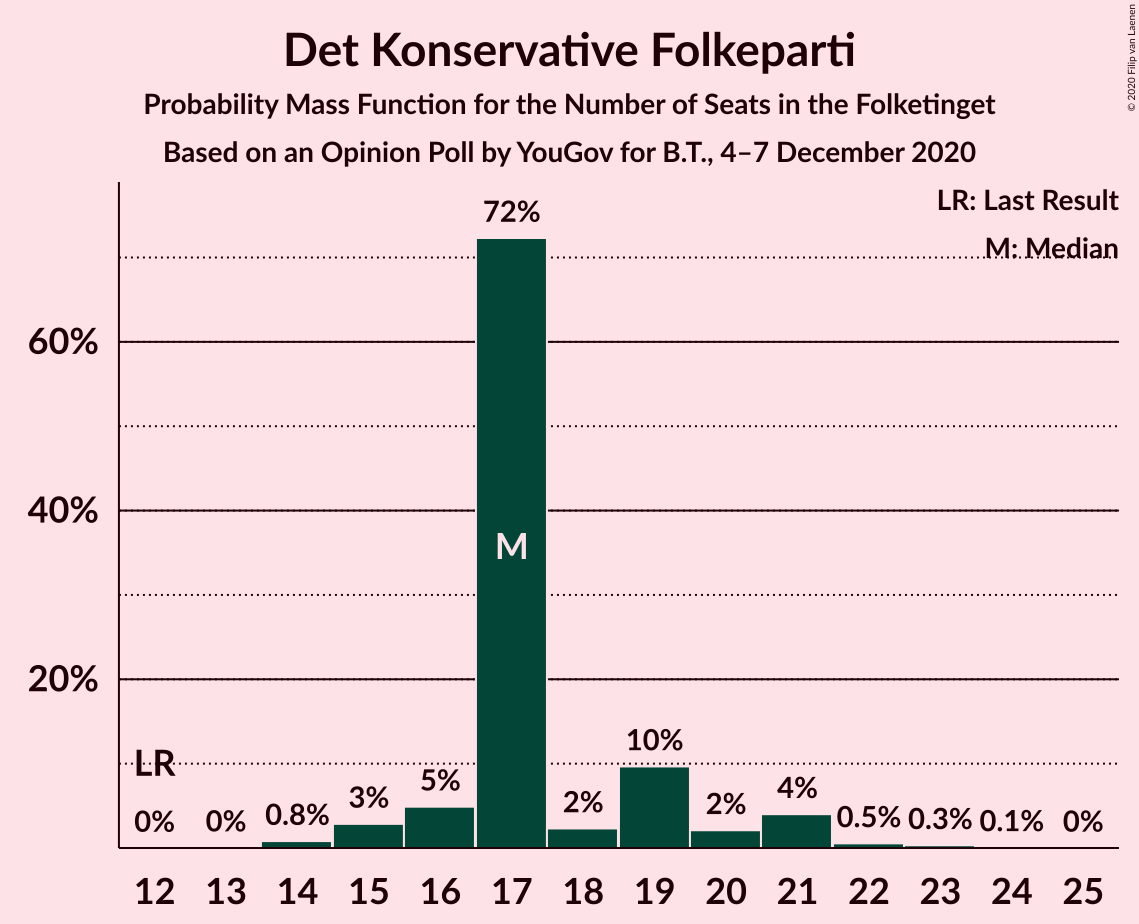 Det Konservative Folkeparti
Probability Mass Function for the Number of Seats in the Folketinget
Based on an Opinion Poll by YouGov for B.T., 4–7 December 2020
© 2020 Filip van Laenen
LR: Last Result
M: Median
72%
60%
40%
M
20%
10%
LR
5%
4%
3%
2%
2%
0%
0%
0.8%
0.5%
0.3%
0.1%
0%
12 13 14 15 16 17 18 19 20 21 22 23 24 25